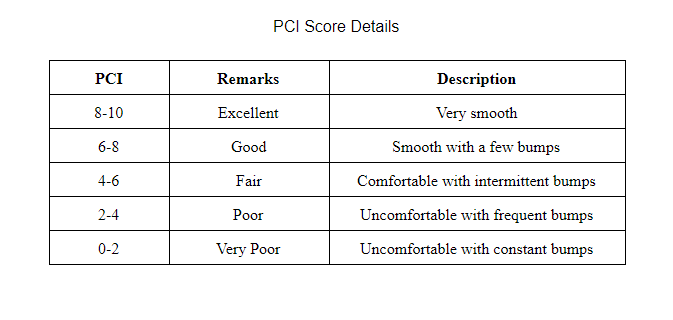 PCI Score Details
PCI Remarks Description
8-10 Excellent Very smooth
6-8 Good Smooth with a few bumps
4-6 Fair Comfortable with intermittent bumps
2-4 Poor Uncomfortable with frequent bumps
0-2 Very Poor Uncomfortable with constant bumps